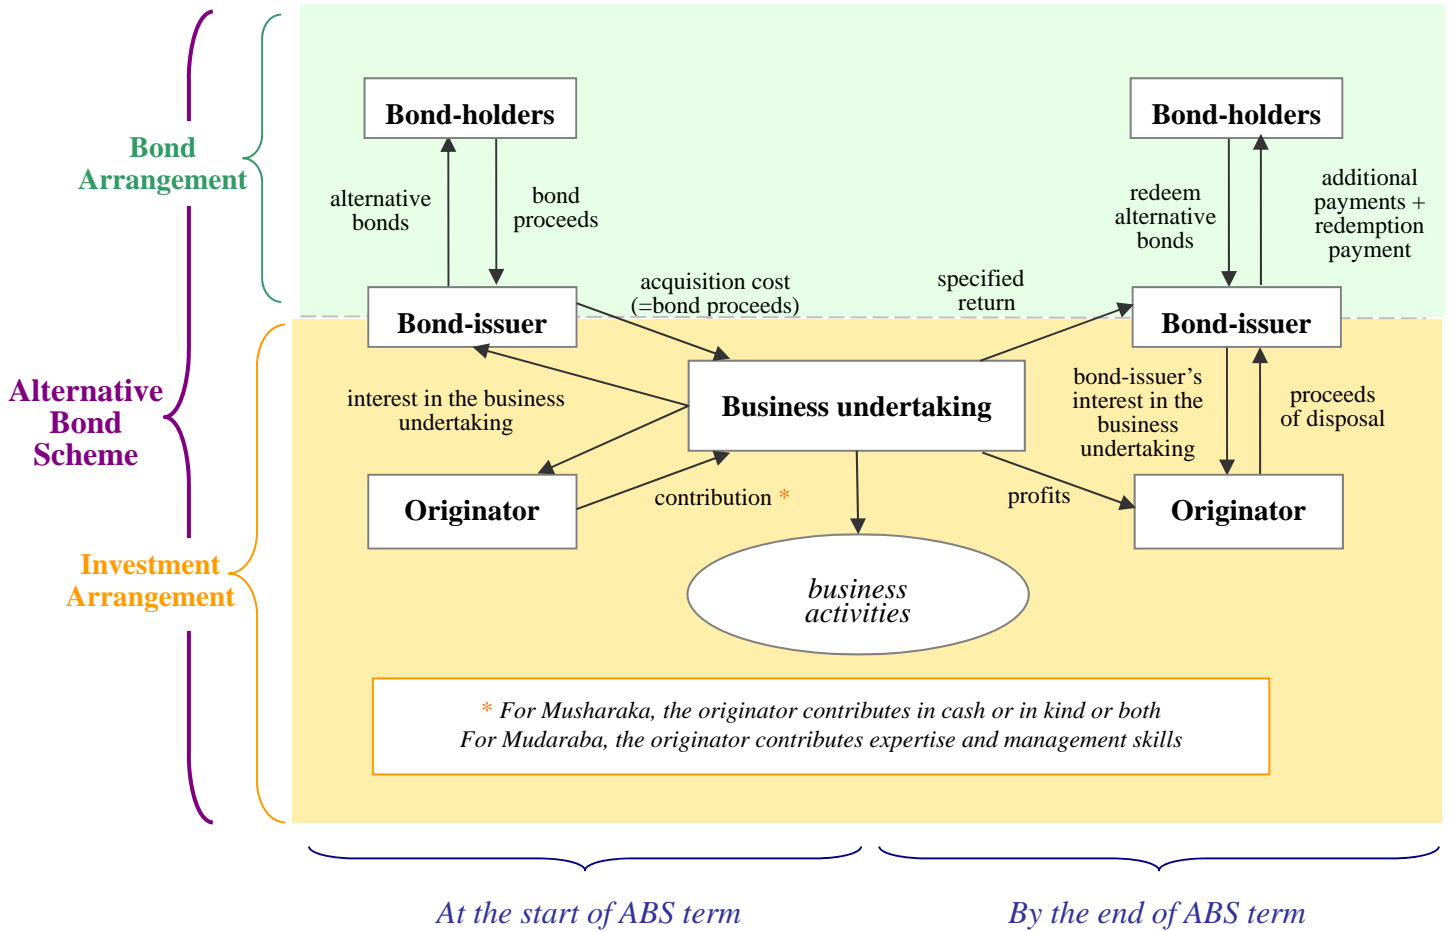 Bond-holders
Bond-holders
Bond
Arrangement
alternative
bonds
bond
proceeds
redeem
alternative
bonds
additional
payments +
redemption
payment
acquisition cost
(=bond proceeds)
specified
return
Bond-issuer
Bond-issuer
Alternative
Bond
Scheme
interest in the business
undertaking
Business undertaking
bond-issuer’s
interest in the
business
undertaking
proceeds
of disposal
Originator
contribution *
profits
Originator
Investment
Arrangement
business
activities
* For Musharaka, the originator contributes in cash or in kind or both
For Mudaraba, the originator contributes expertise and management skills
At the start of ABS term
By the end of ABS term